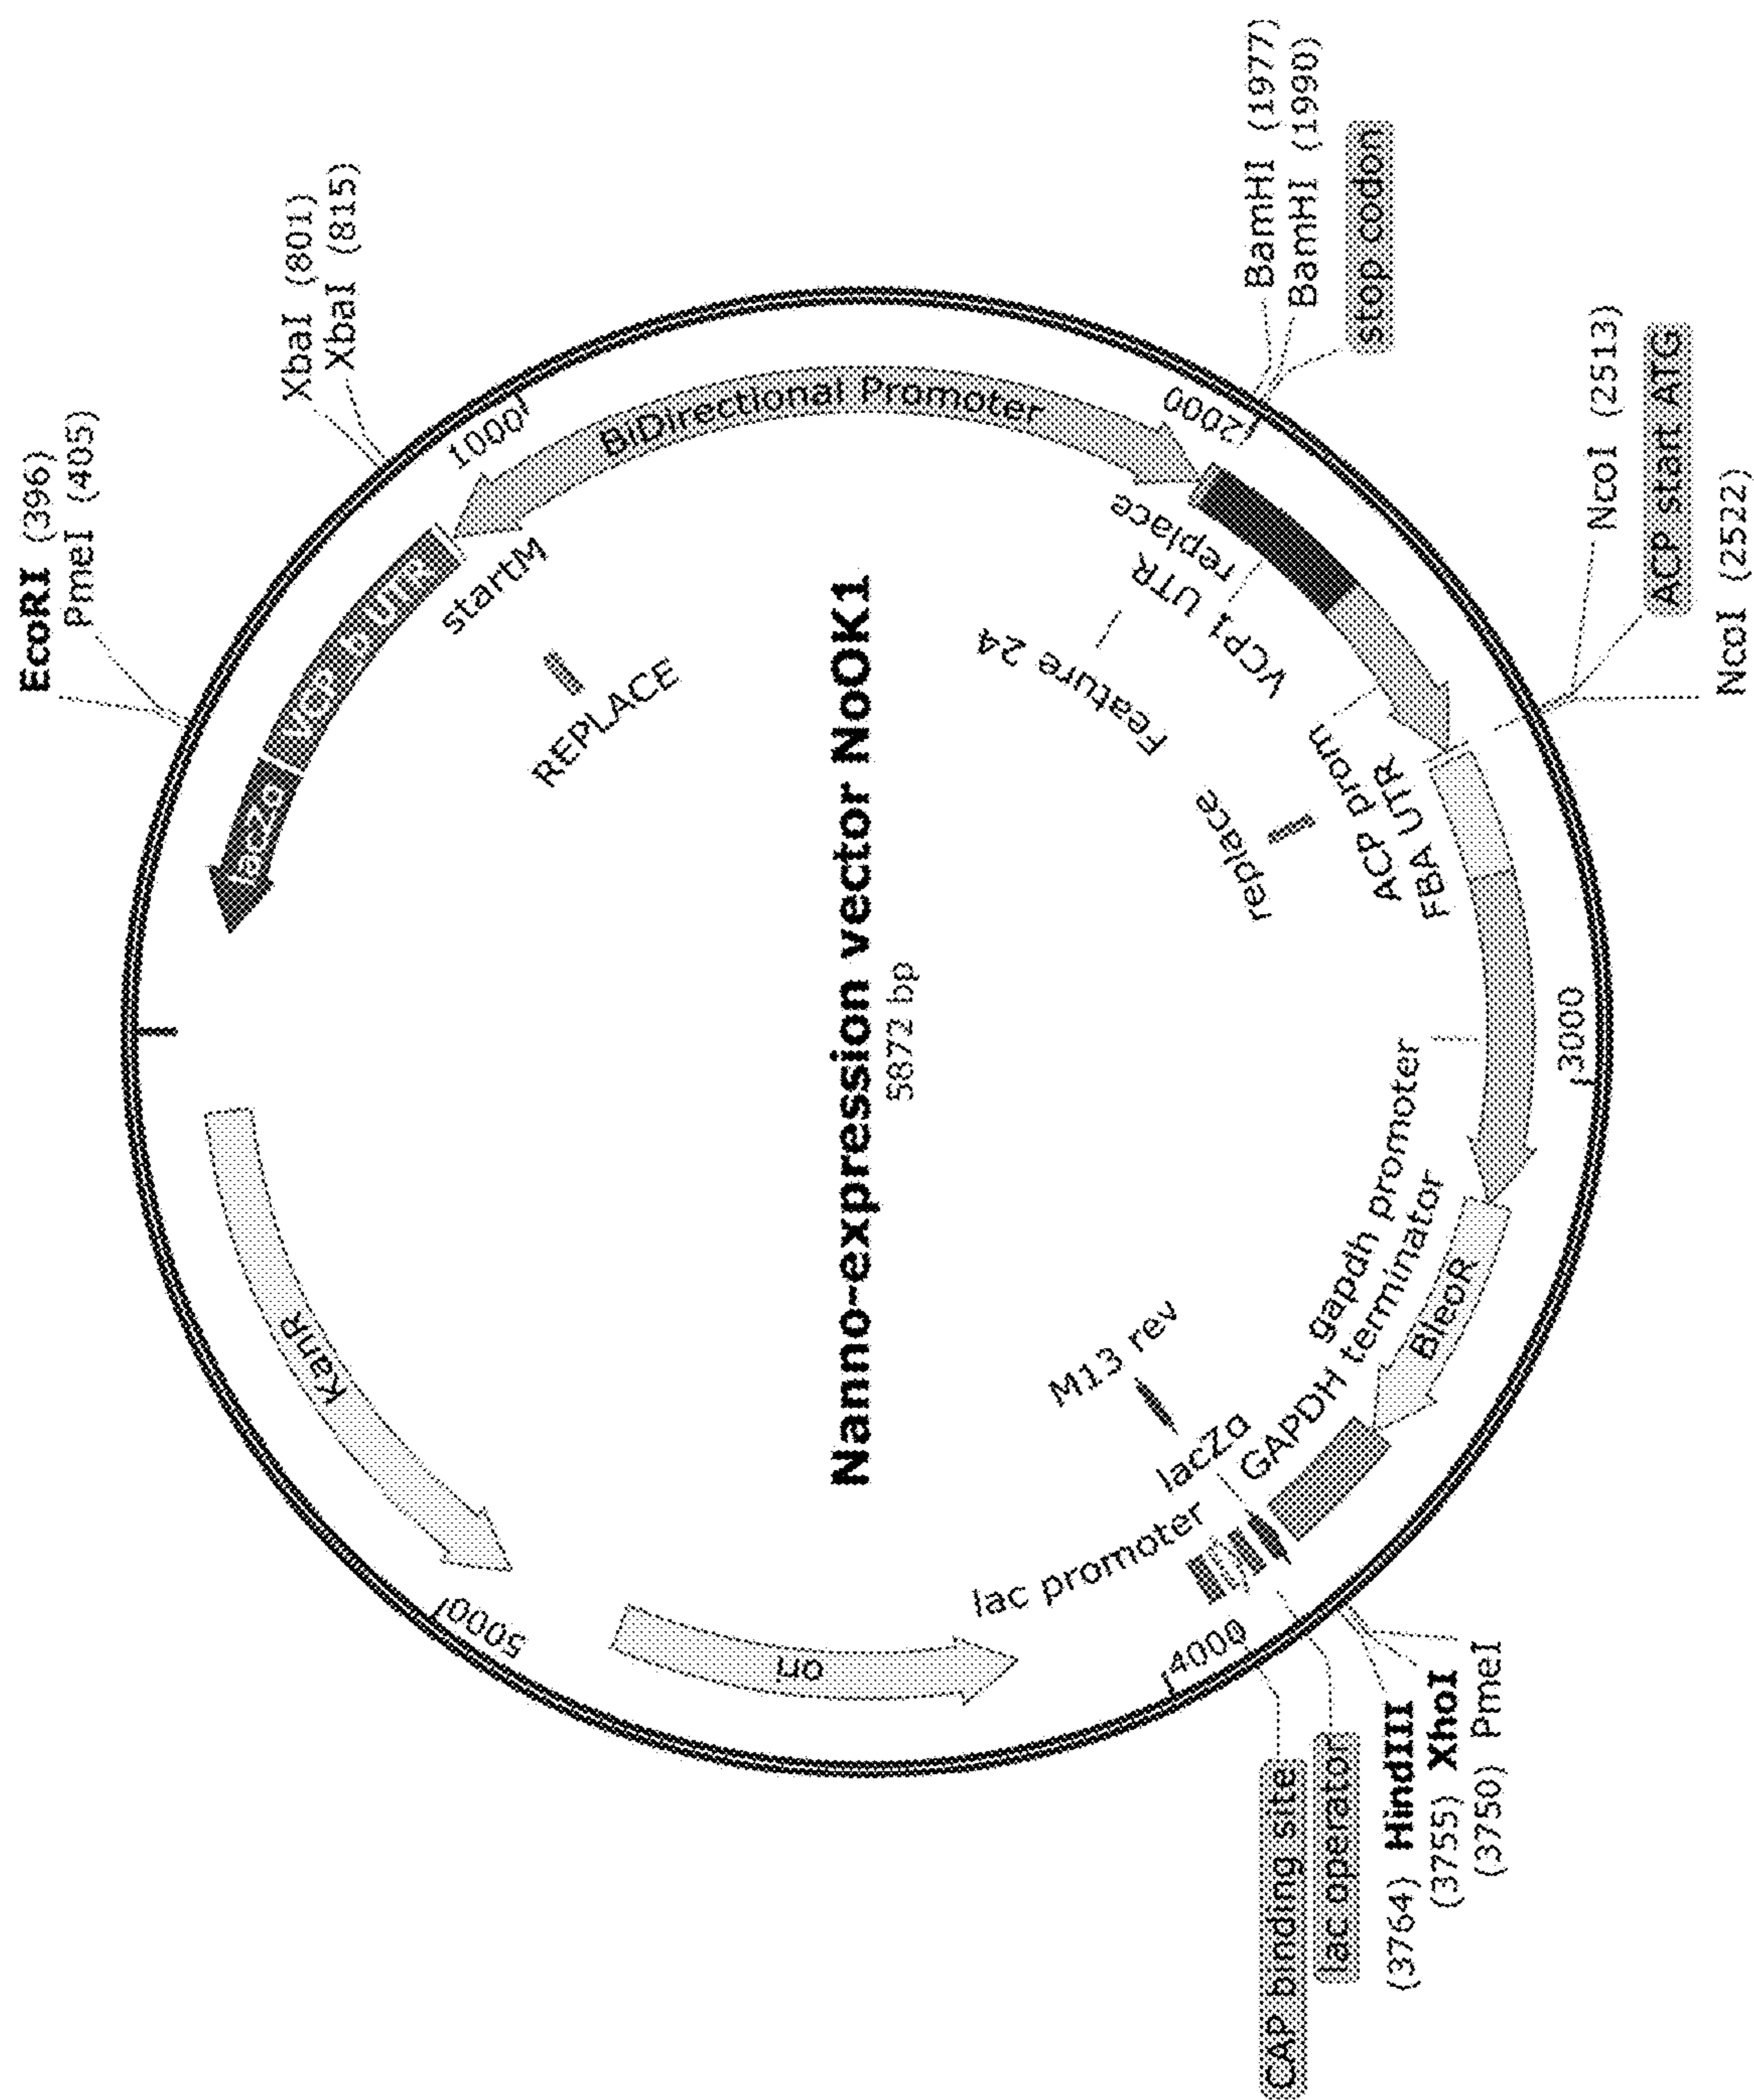 Nanno-expression vector NoOK1
5872 bp
EcoRI (396)
PmeI (405)
XbaI (801)
XbaI (815)
1000
BiDirectional Promoter
BamHI (1977)
BamHI (1990)
stop codon
2000
NcoI (2513)
ACP start ATG
NcoI (2522)
3000
(3750) PmeI
(3755) XhoI
(3764) HindIII
lac operator
CAP binding site
4000
5000
lacZα
VCP b UTR
startM
REPLACE
replace
VCP1 UTR
Feature 24
ACP prom
FBA UTR
replace
gapdh promoter
BleoR
GAPDH terminator
lacZα
M13 rev
lac promoter
ori
KanR